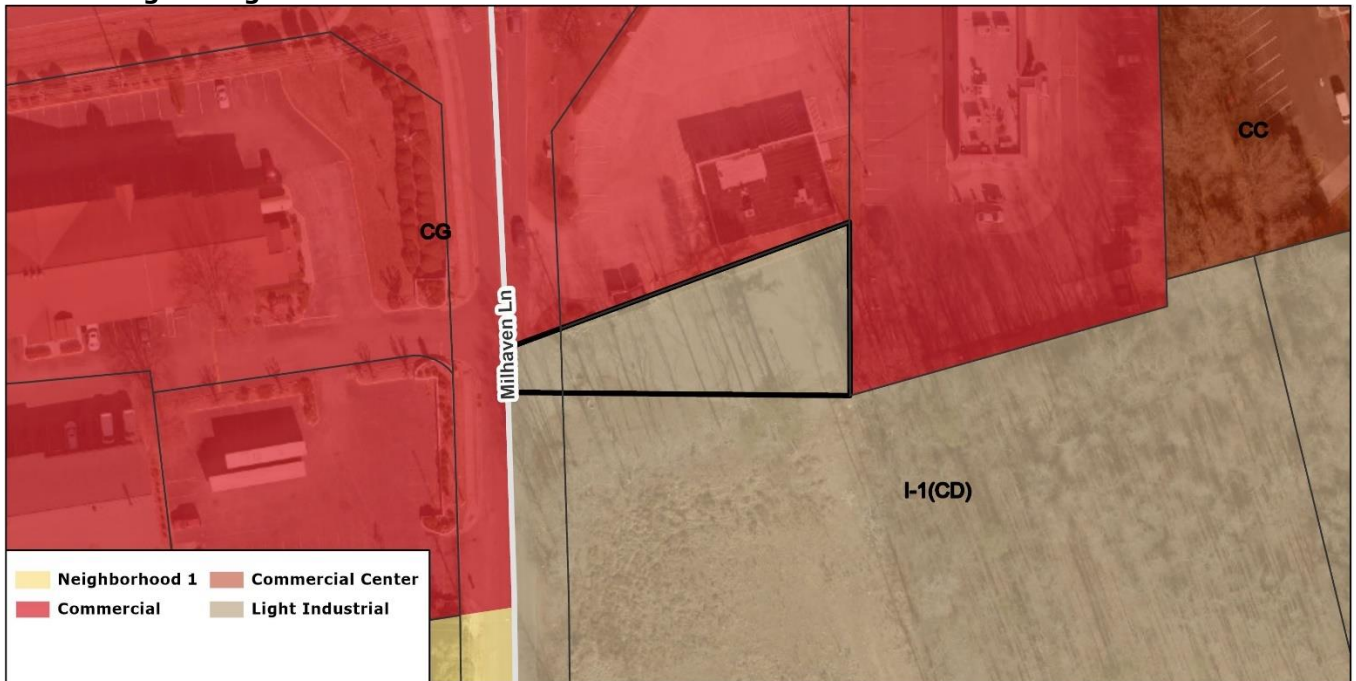 CC
CG
Milhaven Ln
I-1(CD)
Neighborhood 1
Commercial Center
Commercial
Light Industrial